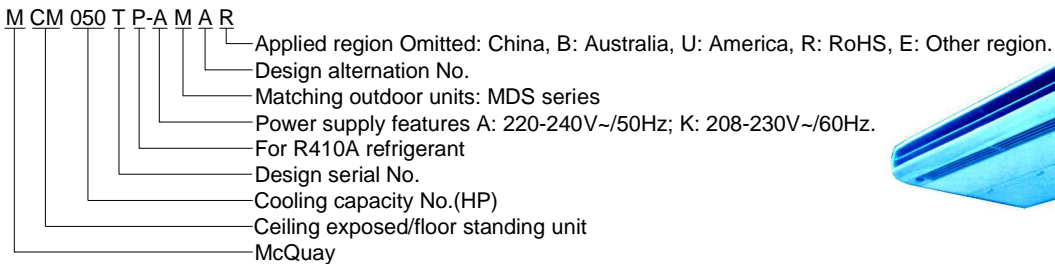 M CM 050 T P-A M A R
Applied region Omitted: China, B: Australia, U: America, R: RoHS, E: Other region.
Design alternation No.
Matching outdoor units: MDS series
Power supply features A: 220-240V~/50Hz; K: 208-230V~/60Hz.
For R410A refrigerant
Design serial No.
Cooling capacity No.(HP)
Ceiling exposed/floor standing unit
McQuay